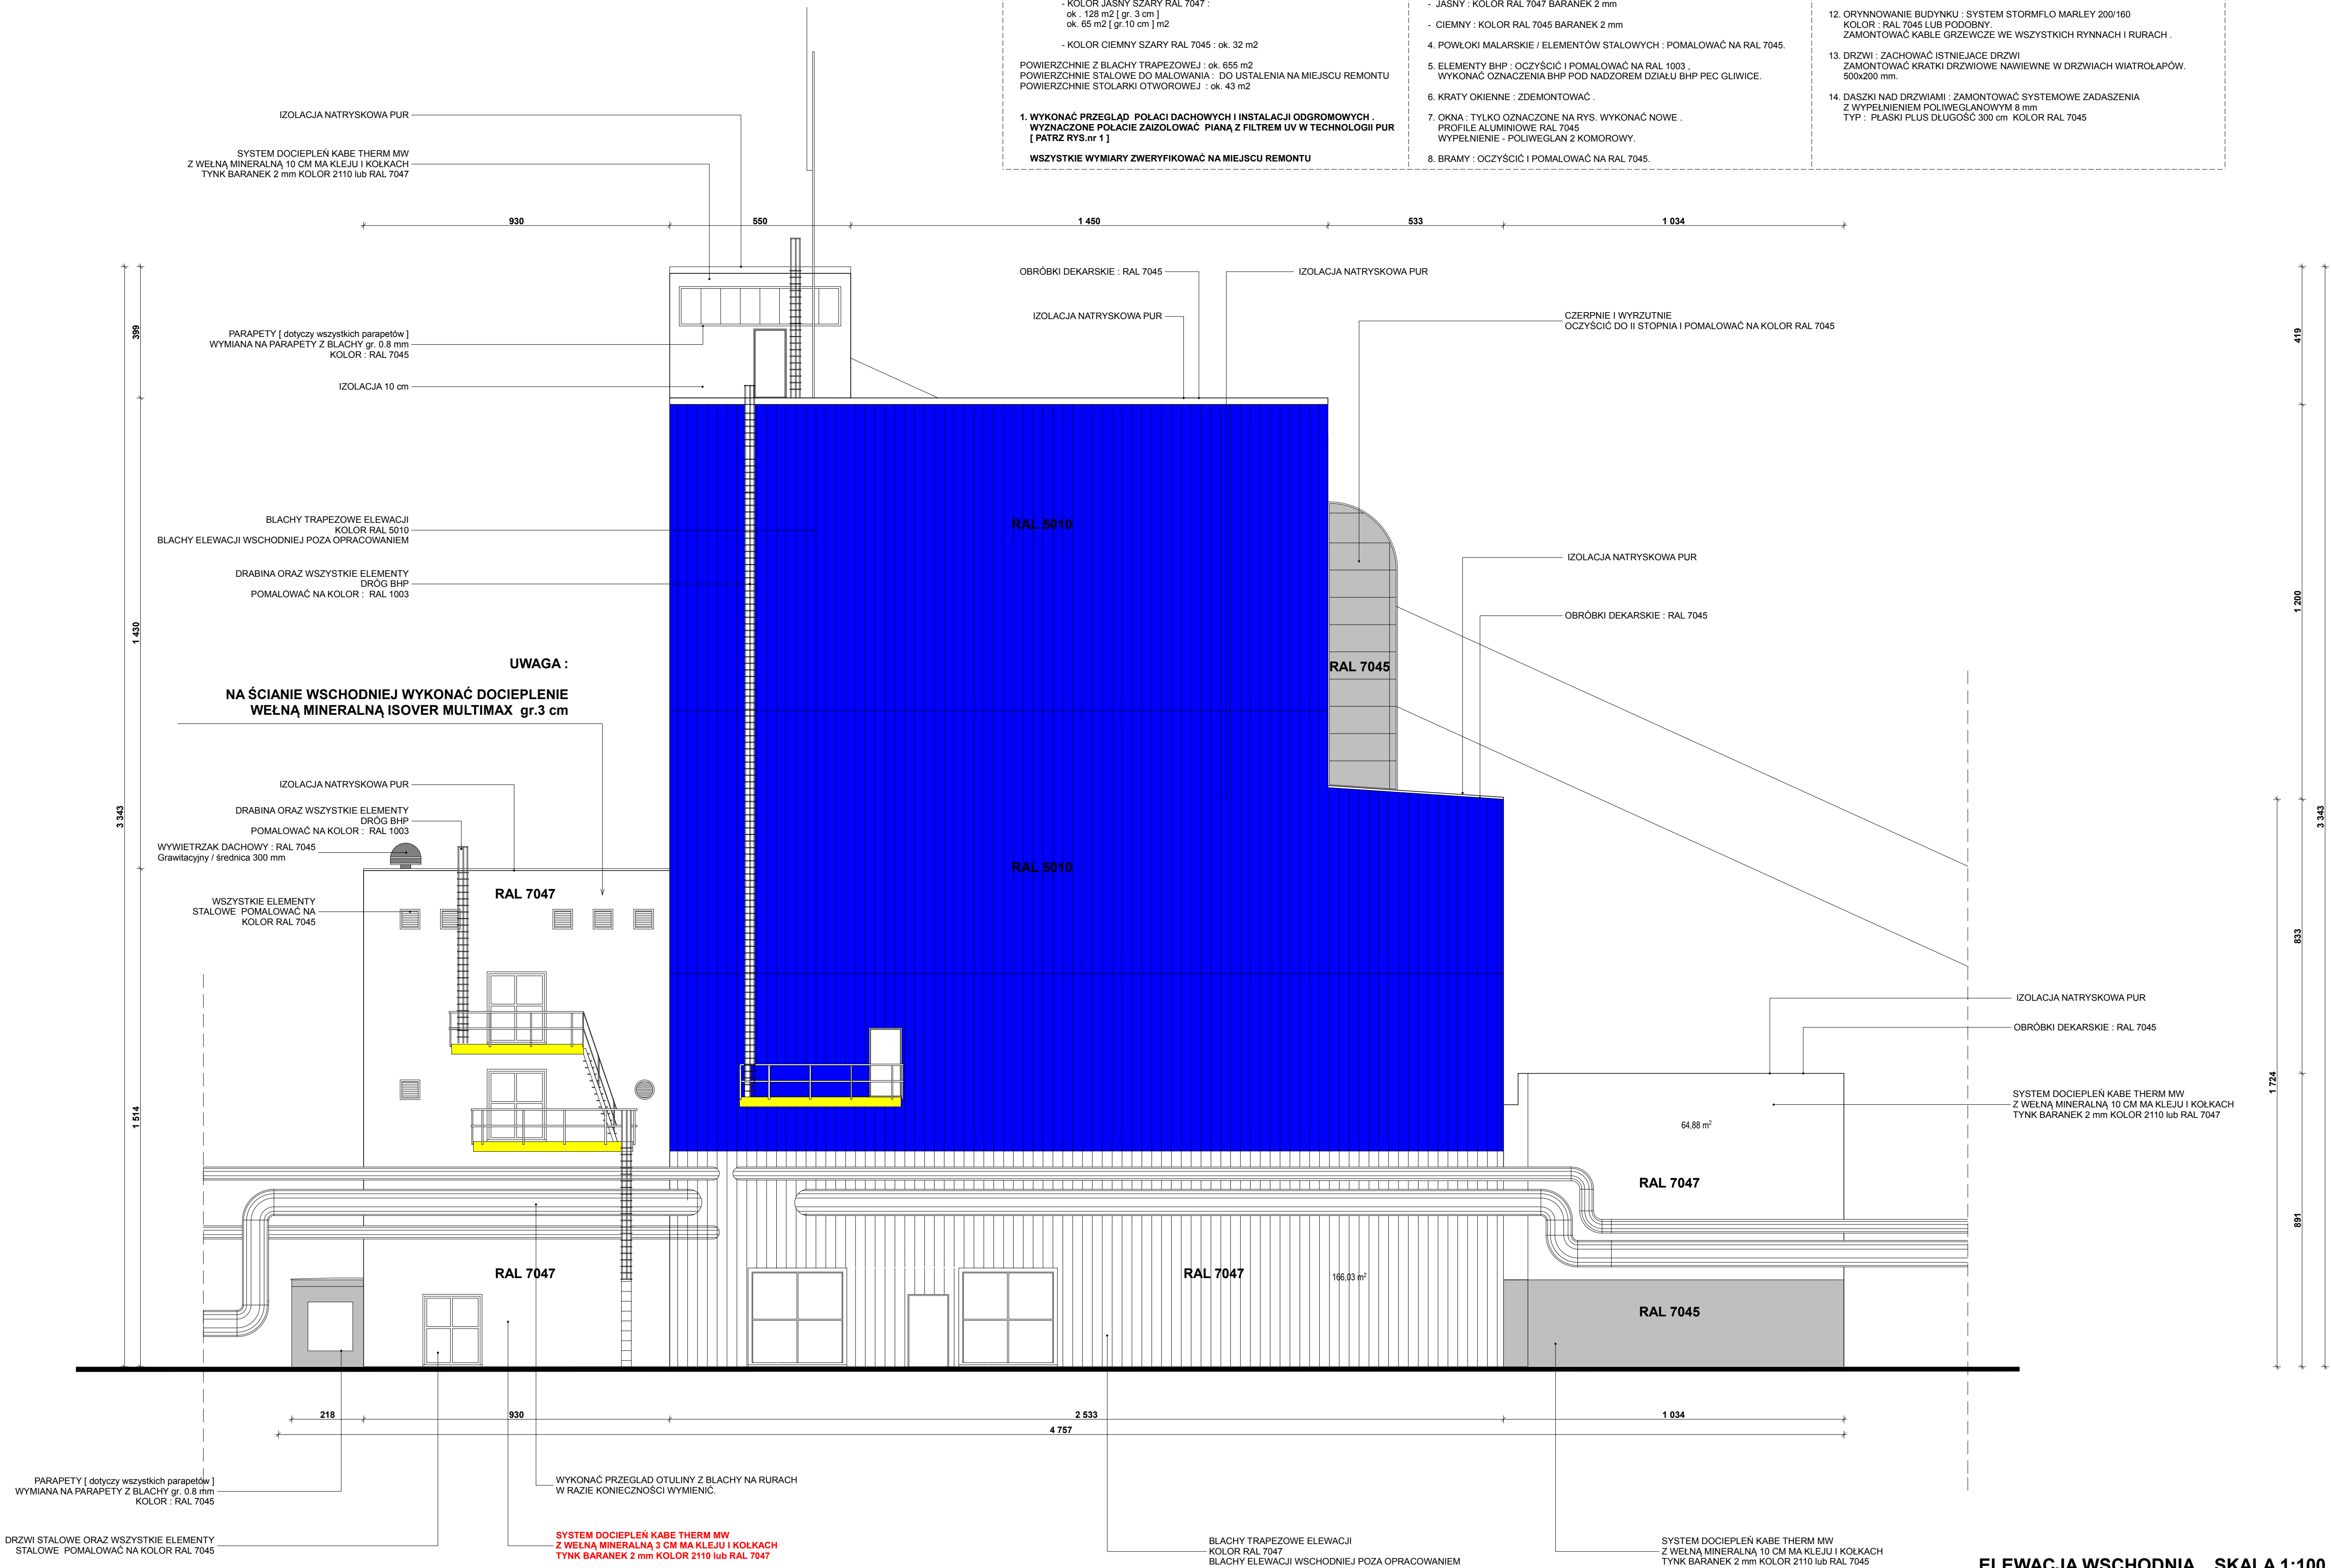 - KOLOR JASNY SZARY RAL 7047 :
ok . 128 m2 [ gr. 3 cm ]
ok. 65 m2 [ gr.10 cm ] m2
- KOLOR CIEMNY SZARY RAL 7045 : ok. 32 m2
POWIERZCHNIE Z BLACHY TRAPEZOWEJ : ok. 655 m2
POWIERZCHNIE STALOWE DO MALOWANIA : DO USTALENIA NA MIEJSCU REMONTU
POWIERZCHNIE STOLARKI OTWOROWEJ : ok. 43 m2
1. WYKONAĆ PRZEGLĄD POŁACI DACHOWYCH I INSTALACJI ODGROMOWYCH .
WYZNACZONE POŁACIE ZAIZOLOWAĆ PIANĄ Z FILTREM UV W TECHNOLOGII PUR
[ PATRZ RYS.nr 1 ]
WSZYSTKIE WYMIARY ZWERYFIKOWAĆ NA MIEJSCU REMONTU
- JASNY : KOLOR RAL 7047 BARANEK 2 mm
- CIEMNY : KOLOR RAL 7045 BARANEK 2 mm
4. POWŁOKI MALARSKIE / ELEMENTÓW STALOWYCH : POMALOWAĆ NA RAL 7045.
5. ELEMENTY BHP : OCZYŚCIĆ I POMALOWAĆ NA RAL 1003 ,
WYKONAĆ OZNACZENIA BHP POD NADZOREM DZIAŁU BHP PEC GLIWICE.
6. KRATY OKIENNE : ZDEMONTOWAĆ .
7. OKNA : TYLKO OZNACZONE NA RYS. WYKONAĆ NOWE .
PROFILE ALUMINIOWE RAL 7045
WYPEŁNIENIE - POLIWEGLAN 2 KOMOROWY.
8. BRAMY : OCZYŚCIĆ I POMALOWAĆ NA RAL 7045.
12. ORYNNOWANIE BUDYNKU : SYSTEM STORMFLO MARLEY 200/160
KOLOR : RAL 7045 LUB PODOBNY.
ZAMONTOWAĆ KABLE GRZEWCZE WE WSZYSTKICH RYNNACH I RURACH .
13. DRZWI : ZACHOWAĆ ISTNIEJACE DRZWI
ZAMONTOWAĆ KRATKI DRZWIOWE NAWIEWNE W DRZWIACH WIATROŁAPÓW.
500x200 mm.
14. DASZKI NAD DRZWIAMI : ZAMONTOWAĆ SYSTEMOWE ZADASZENIA
Z WYPEŁNIENIEM POLIWEGLANOWYM 8 mm
TYP : PŁASKI PLUS DŁUGOŚĆ 300 cm KOLOR RAL 7045
IZOLACJA NATRYSKOWA PUR
SYSTEM DOCIEPLEŃ KABE THERM MW
Z WEŁNĄ MINERALNĄ 10 CM MA KLEJU I KOŁKACH
TYNK BARANEK 2 mm KOLOR 2110 lub RAL 7047
930
550
1 450
533
1 034
OBRÓBKI DEKARSKIE : RAL 7045
IZOLACJA NATRYSKOWA PUR
IZOLACJA NATRYSKOWA PUR
CZERPNIE I WYRZUTNIE
OCZYŚCIĆ DO II STOPNIA I POMALOWAĆ NA KOLOR RAL 7045
399
419
PARAPETY [ dotyczy wszystkich parapetów ]
WYMIANA NA PARAPETY Z BLACHY gr. 0.8 mm
KOLOR : RAL 7045
IZOLACJA 10 cm
BLACHY TRAPEZOWE ELEWACJI
KOLOR RAL 5010
BLACHY ELEWACJI WSCHODNIEJ POZA OPRACOWANIEM
RAL 5010
IZOLACJA NATRYSKOWA PUR
DRABINA ORAZ WSZYSTKIE ELEMENTY
DRÓG BHP
POMALOWAĆ NA KOLOR : RAL 1003
OBRÓBKI DEKARSKIE : RAL 7045
1 430
1 200
UWAGA :
NA ŚCIANIE WSCHODNIEJ WYKONAĆ DOCIEPLENIE
WEŁNĄ MINERALNĄ ISOVER MULTIMAX gr.3 cm
RAL 7045
IZOLACJA NATRYSKOWA PUR
3 343
3 343
DRABINA ORAZ WSZYSTKIE ELEMENTY
DRÓG BHP
POMALOWAĆ NA KOLOR : RAL 1003
WYWIETRZAK DACHOWY : RAL 7045
Grawitacyjny / średnica 300 mm
RAL 7047
RAL 5010
WSZYSTKIE ELEMENTY
STALOWE POMALOWAĆ NA
KOLOR RAL 7045
833
IZOLACJA NATRYSKOWA PUR
OBRÓBKI DEKARSKIE : RAL 7045
1 514
1 724
SYSTEM DOCIEPLEŃ KABE THERM MW
Z WEŁNĄ MINERALNĄ 10 CM MA KLEJU I KOŁKACH
TYNK BARANEK 2 mm KOLOR 2110 lub RAL 7047
64,88 m2
RAL 7047
891
RAL 7047
RAL 7047
166,03 m2
RAL 7045
218
930
2 533
1 034
4 757
PARAPETY [ dotyczy wszystkich parapetów ]
WYMIANA NA PARAPETY Z BLACHY gr. 0.8 mm
KOLOR : RAL 7045
WYKONAĆ PRZEGLAD OTULINY Z BLACHY NA RURACH
W RAZIE KONIECZNOŚCI WYMIENIĆ.
DRZWI STALOWE ORAZ WSZYSTKIE ELEMENTY
STALOWE POMALOWAĆ NA KOLOR RAL 7045
SYSTEM DOCIEPLEŃ KABE THERM MW
Z WEŁNĄ MINERALNĄ 3 CM MA KLEJU I KOŁKACH
TYNK BARANEK 2 mm KOLOR 2110 lub RAL 7047
BLACHY TRAPEZOWE ELEWACJI
KOLOR RAL 7047
BLACHY ELEWACJI WSCHODNIEJ POZA OPRACOWANIEM
SYSTEM DOCIEPLEŃ KABE THERM MW
Z WEŁNĄ MINERALNĄ 10 CM MA KLEJU I KOŁKACH
TYNK BARANEK 2 mm KOLOR 2110 lub RAL 7045
ELEWACJA WSCHODNIA SKALA 1:100